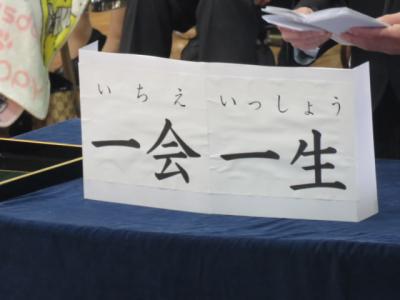 いちえ いっしょう
一会 一生